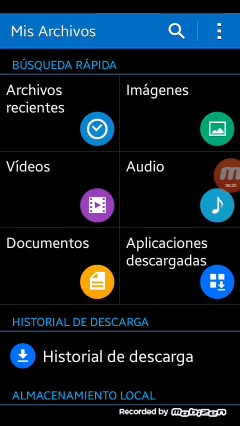 Mis Archivos
BÚSQUEDA RÁPIDA
Archivos
recientes
Imágenes
Vídeos
Audio
Documentos
Aplicaciones
descargadas
HISTORIAL DE DESCARGA
Historial de descarga
ALMACENAMIENTO LOCAL
Recorded by Mobizen